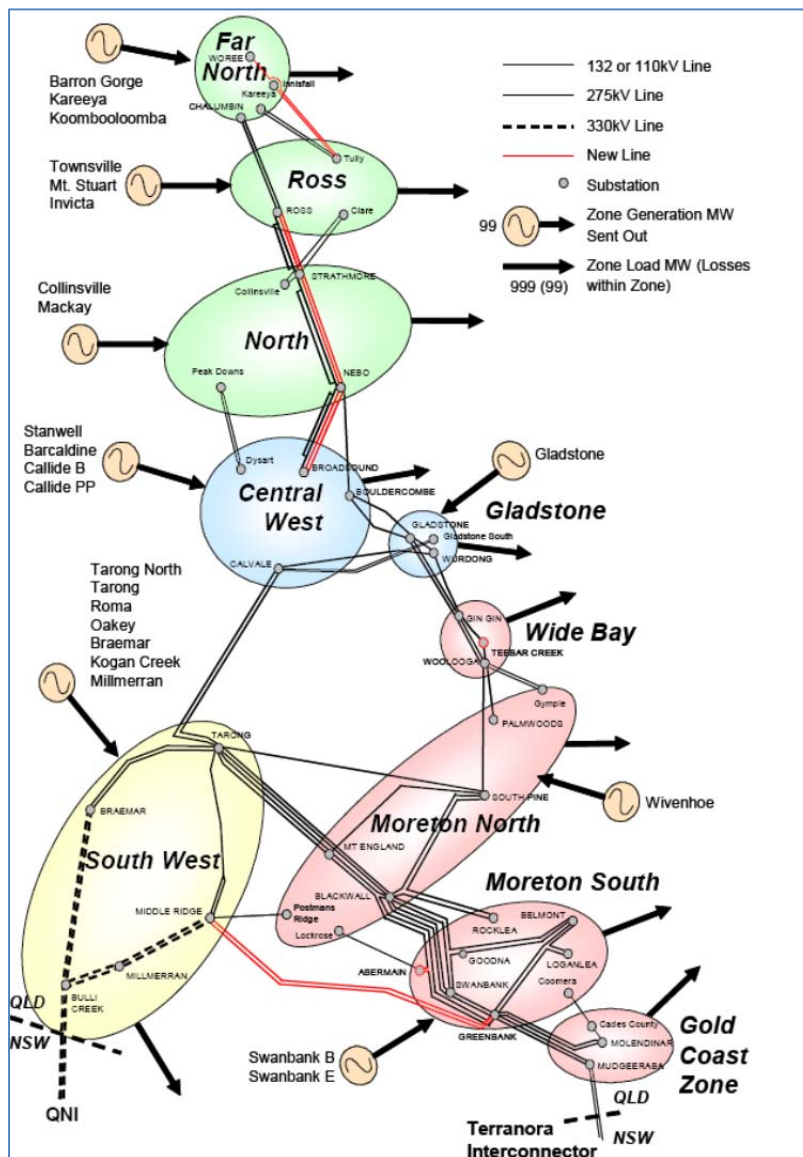 Far
WOREE
North
Innisfail
Kareeya
CHALUMBIN
Barron Gorge
Kareeya
Koombooloomba
132 or 110kV Line
275kV Line
330kV Line
New Line
Substation
99
Zone Generation MW
Sent Out
Zone Load MW (Losses
within Zone)
999 (99)
Townsville
Mt. Stuart
Invicta
Tully
Ross
ROSS
Clare
Collinsville
Mackay
STRATHMORE
Collinsville
North
Peak Downs
NEBO
Stanwell
Barcaldine
Callide B
Callide PP
Dysart
BROADSOUND
Central
West
BOULDERCOMBE
CALVALE
Gladstone
Gladstone
GLADSTONE
Gladstone South
WURDONG
Tarong North
Tarong
Roma
Oakey
Braemar
Kogan Creek
Millmerran
GIN GIN
Wide Bay
TEEBAR CREEK
WOOLOOGA
Gympie
PALMWOODS
TARONG
BRAEMAR
SOUTH PINE
Wivenhoe
Moreton North
South West
MT ENGLAND
BLACKWALL
Moreton South
MIDDLE RIDGE
Postmans
Ridge
Lockrose
ROCKLEA
BELMONT
ABERMAIN
GOODNA
LOGANLEA
MILLMERRAN
SWANBANK
Coomera
BULLI
CREEK
GREENBANK
QLD
NSW
QNI
Swanbank B
Swanbank E
Cades County
MOLENDINAR
MUDGEERABA
Gold
Coast
Zone
QLD
NSW
Terranora
Interconnector